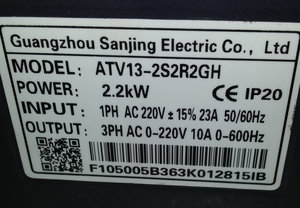 Guangzhou Sanjing Electric Co., Ltd
MODEL: ATV13-2S2R2GH
POWER: 2.2kW CE IP20
INPUT: 1PH AC 220V ± 15% 23A 50/60Hz
OUTPUT: 3PH AC 0-220V 10A 0-600Hz
F105005B363K012815IB